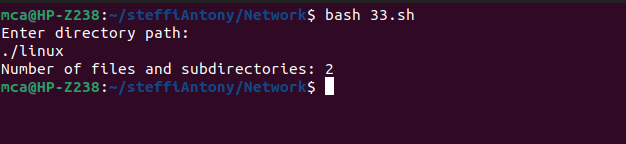 mca@HP-Z238:~/steffiAntony/Network$ bash 33.sh
Enter directory path:
./linux
Number of files and subdirectories: 2
mca@HP-Z238:~/steffiAntony/Network$